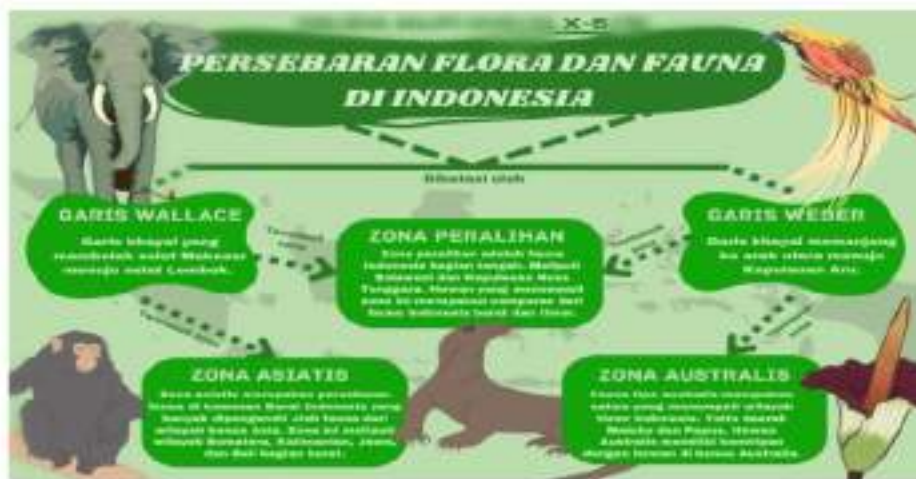 X-5
PERSEBARAN FLORA DAN FAUNA
DI INDONESIA
Dibatasi oleh
GARIS WALLACE
Garis khayal yang
membelah selat Makasar
menuju selat Lombok.
ZONA PERALIHAN
Zona peralihan adalah fauna
Indonesia bagian tengah. Meliputi
Sulawesi dan Kepulauan Nusa
Tenggara. Hewan yang menempati
zona ini merupakan campuran dari
fauna Indonesia barat dan timur.
GARIS WEBER
Garis khayal memanjang
ke arah utara menuju
Kepulauan Aru.
ZONA ASIATIS
Zona asiatis merupakan persebaran
fauna di kawasan Barat Indonesia yang
banyak dipengaruhi oleh fauna dari
wilayah benua Asia. Zona ini meliputi
wilayah Sumatera, Kalimantan, Jawa,
dan Bali bagian barat.
ZONA AUSTRALIS
Fauna tipe australis merupakan
satwa yang menempati wilayah
timur Indonesia. Yaitu seperti
Maluku dan Papua. Hewan
Australis memiliki kemiripan
dengan hewan di benua Australia.